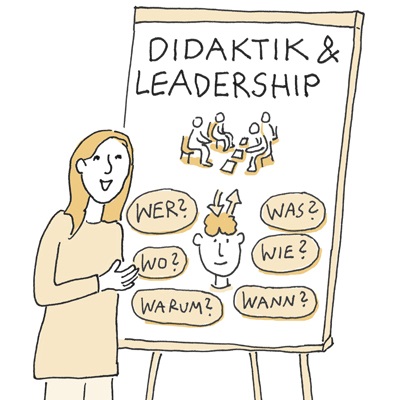 DIDAKTIK &
LEADERSHIP
WER?
WAS?
WO?
WIE?
WARUM?
WANN?